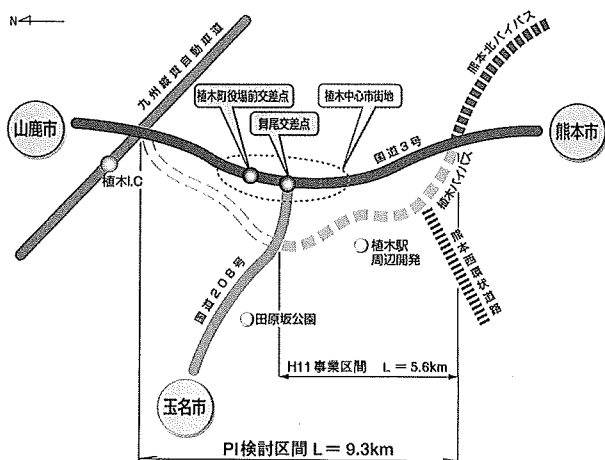 N
九州縦貫自動車道
熊本北バイパス
植木町役場前交差点
植木中心市街地
舞尾交差点
山鹿市
国道3号
熊本市
植木I.C
植木バイパス
植木駅
周辺開発
熊本西環状道路
国道208号
田原坂公園
H11事業区間 L=5.6km
玉名市
PI検討区間 L=9.3km